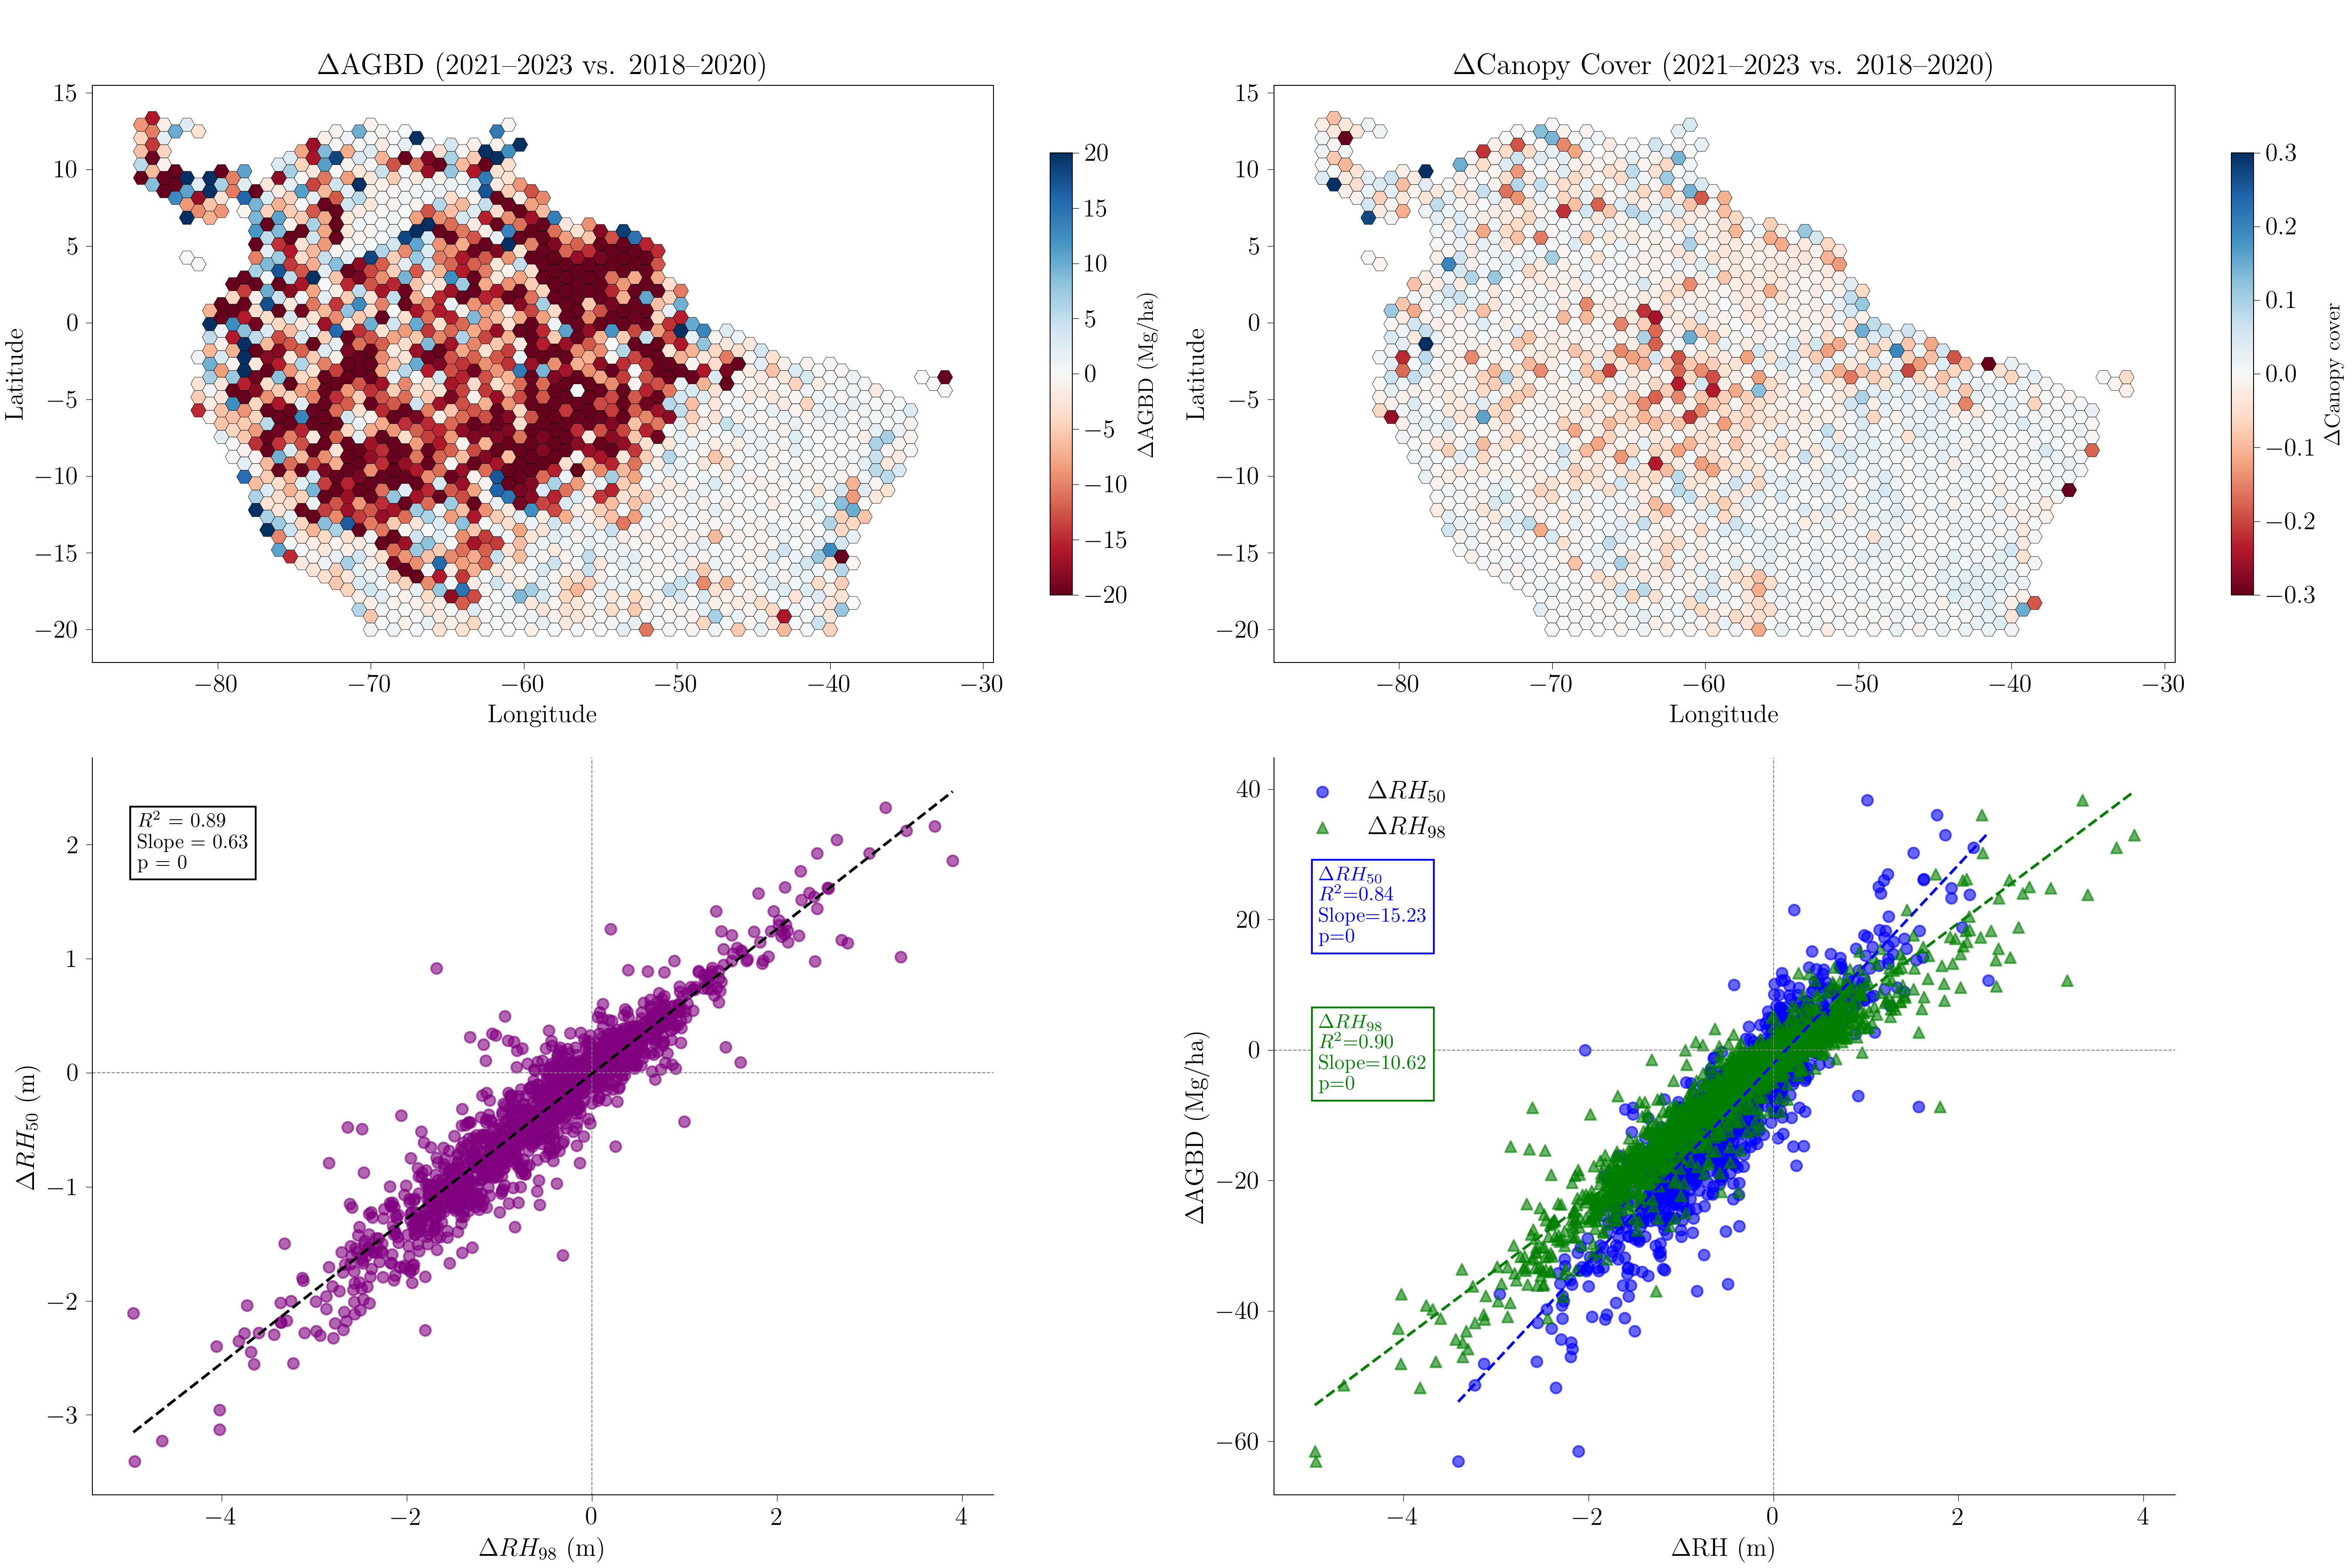 ΔAGBD (2021–2023 vs. 2018–2020)
15
10
5
0
−5
−10
−15
−20
Latitude
−80
−70
−60
−50
−40
−30
Longitude
20
15
10
5
0
−5
−10
−15
−20
ΔAGBD (Mg/ha)
ΔCanopy Cover (2021–2023 vs. 2018–2020)
15
10
5
0
−5
−10
−15
−20
Latitude
−80
−70
−60
−50
−40
−30
Longitude
0.3
0.2
0.1
0.0
−0.1
−0.2
−0.3
ΔCanopy cover
R² = 0.89
Slope = 0.63
p = 0
2
1
0
−1
−2
−3
ΔRH₅₀ (m)
−4
−2
0
2
4
ΔRH₉₈ (m)
ΔRH₅₀
ΔRH₉₈
ΔRH₅₀
R²=0.84
Slope=15.23
p=0
ΔRH₉₈
R²=0.90
Slope=10.62
p=0
40
20
0
−20
−40
−60
ΔAGBD (Mg/ha)
−4
−2
0
2
4
ΔRH (m)